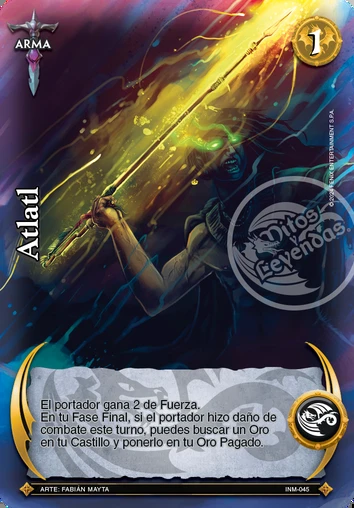 ARMA
1
Atlatl
Mitos
y
Leyendas
El portador gana 2 de Fuerza.
En tu Fase Final, si el portador hizo daño de
combate este turno, puedes buscar un Oro
en tu Castillo y ponerlo en tu Oro Pagado.
ARTE: FABIÁN MAYTA
INM-045